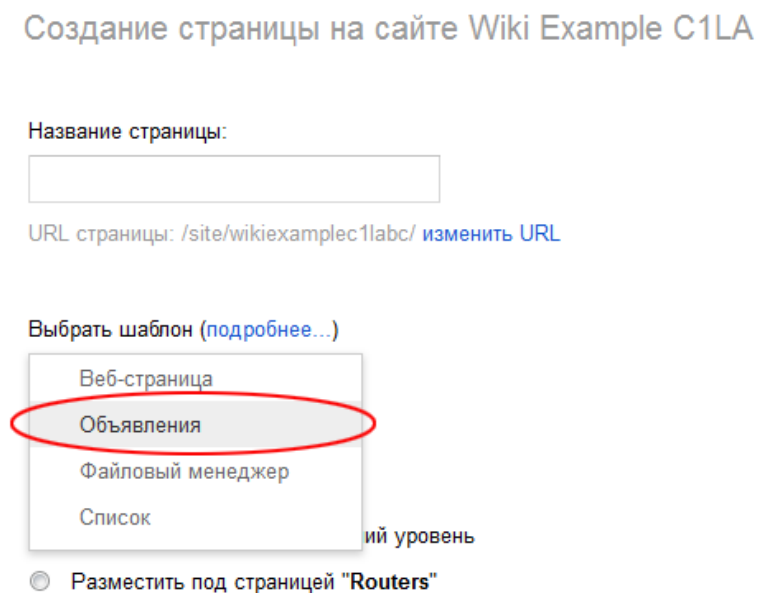 Создание страницы на сайте Wiki Example C1LA
Название страницы:
URL страницы: /site/wikiexamplec1labc/ изменить URL
Выбрать шаблон (подробнее...)
Веб-страница
Объявления
Файловый менеджер
Список
ий уровень
Разместить под страницей "Routers"